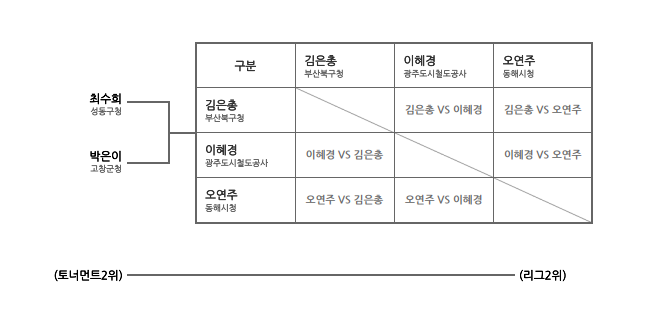 구분
김은총
부산북구청
이혜경
광주도시철도공사
오연주
동해시청
최수희
성동구청
박은이
고창군청
김은총
부산북구청
김은총 VS 이혜경
김은총 VS 오연주
이혜경
광주도시철도공사
이혜경 VS 김은총
이혜경 VS 오연주
오연주
동해시청
오연주 VS 김은총
오연주 VS 이혜경
(토너먼트2위)
(리그2위)